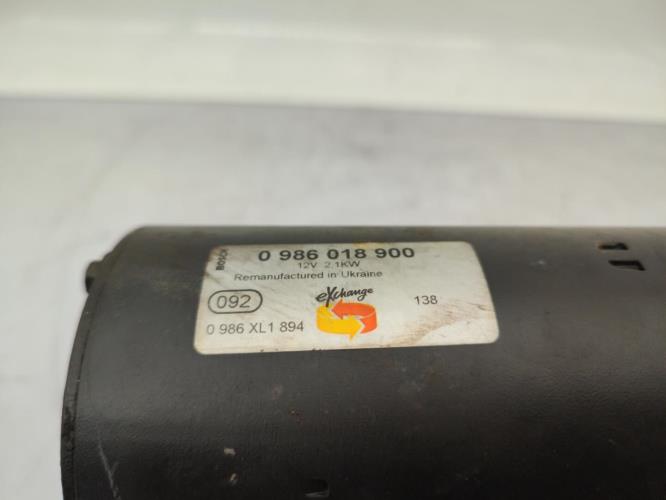 BOSCH
0 986 018 900
12V 2,1KW
Remanufactured in Ukraine
092
eXchange
138
0 986 XL1 894